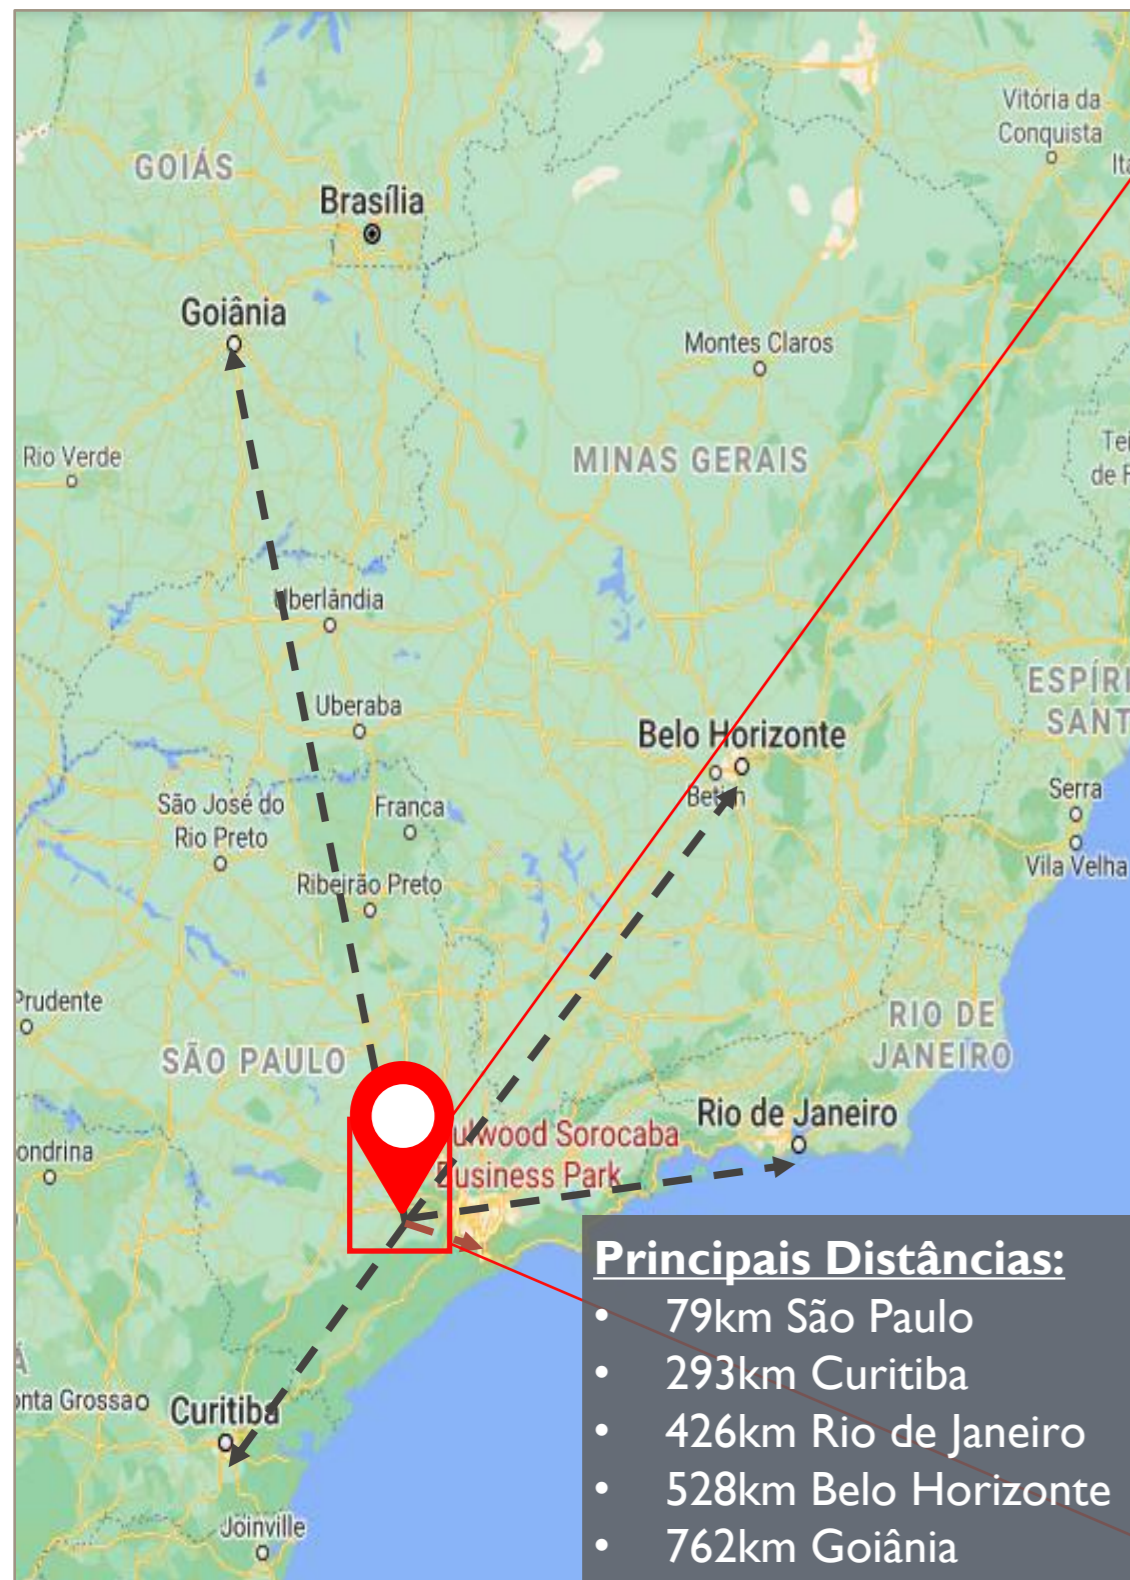 Vitória da
Conquista
GOIÁS
Brasília
Goiânia
Montes Claros
Rio Verde
MINAS GERAIS
Uberlândia
Uberaba
Belo Horizonte
Betim
São José do
Rio Preto
Franca
Serra
Vila Velha
Ribeirão Preto
Prudente
RIO DE
JANEIRO
SÃO PAULO
Rio de Janeiro
ulwood Sorocaba
Business Park
ondrina
Principais Distâncias:
• 79km São Paulo
• 293km Curitiba
• 426km Rio de Janeiro
• 528km Belo Horizonte
• 762km Goiânia
nta Grossa
Curitiba
Joinville